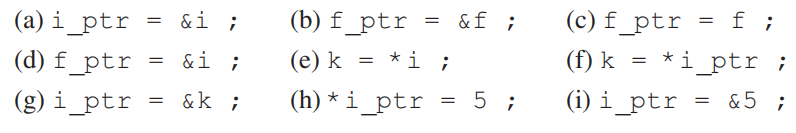 (a) i_ptr = &i ; (b) f_ptr = &f ; (c) f_ptr = f ;
(d) f_ptr = &i ; (e) k = *i ; (f) k = *i_ptr ;
(g) i_ptr = &k ; (h) *i_ptr = 5 ; (i) i_ptr = &5 ;